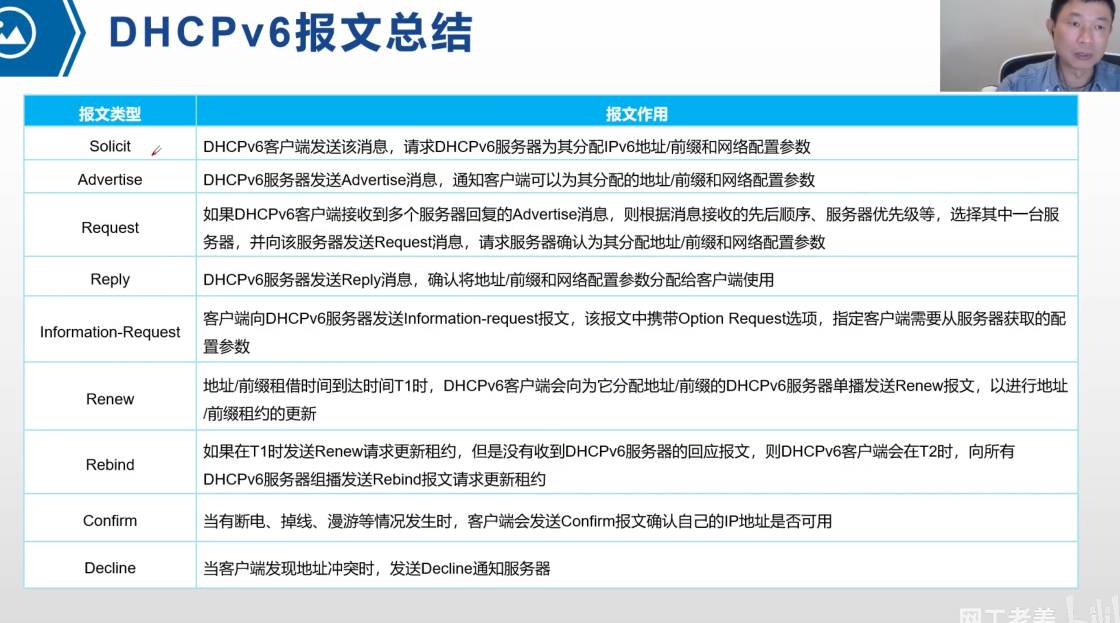 DHCPv6报文总结
报文类型
报文作用
Solicit
DHCPv6客户端发送该消息，请求DHCPv6服务器为其分配IPv6地址/前缀和网络配置参数
Advertise
DHCPv6服务器发送Advertise消息，通知客户端可以为其分配的地址/前缀和网络配置参数
Request
如果DHCPv6客户端接收到多个服务器回复的Advertise消息，则根据消息接收的先后顺序、服务器优先级等，选择其中一台服
务器，并向该服务器发送Request消息，请求服务器确认为其分配地址/前缀和网络配置参数
Reply
DHCPv6服务器发送Reply消息，确认将地址/前缀和网络配置参数分配给客户端使用
Information-Request
客户端向DHCPv6服务器发送Information-request报文，该报文中携带Option Request选项，指定客户端需要从服务器获取的配
置参数
Renew
地址/前缀租借时间到达时间T1时，DHCPv6客户端会向为它分配地址/前缀的DHCPv6服务器单播发送Renew报文，以进行地址
/前缀租约的更新
Rebind
如果在T1时发送Renew请求更新租约，但是没有收到DHCPv6服务器的回应报文，则DHCPv6客户端会在T2时，向所有
DHCPv6服务器组播发送Rebind报文请求更新租约
Confirm
当有断电、掉线、漫游等情况发生时，客户端会发送Confirm报文确认自己的IP地址是否可用
Decline
当客户端发现地址冲突时，发送Decline通知服务器
网工老姜